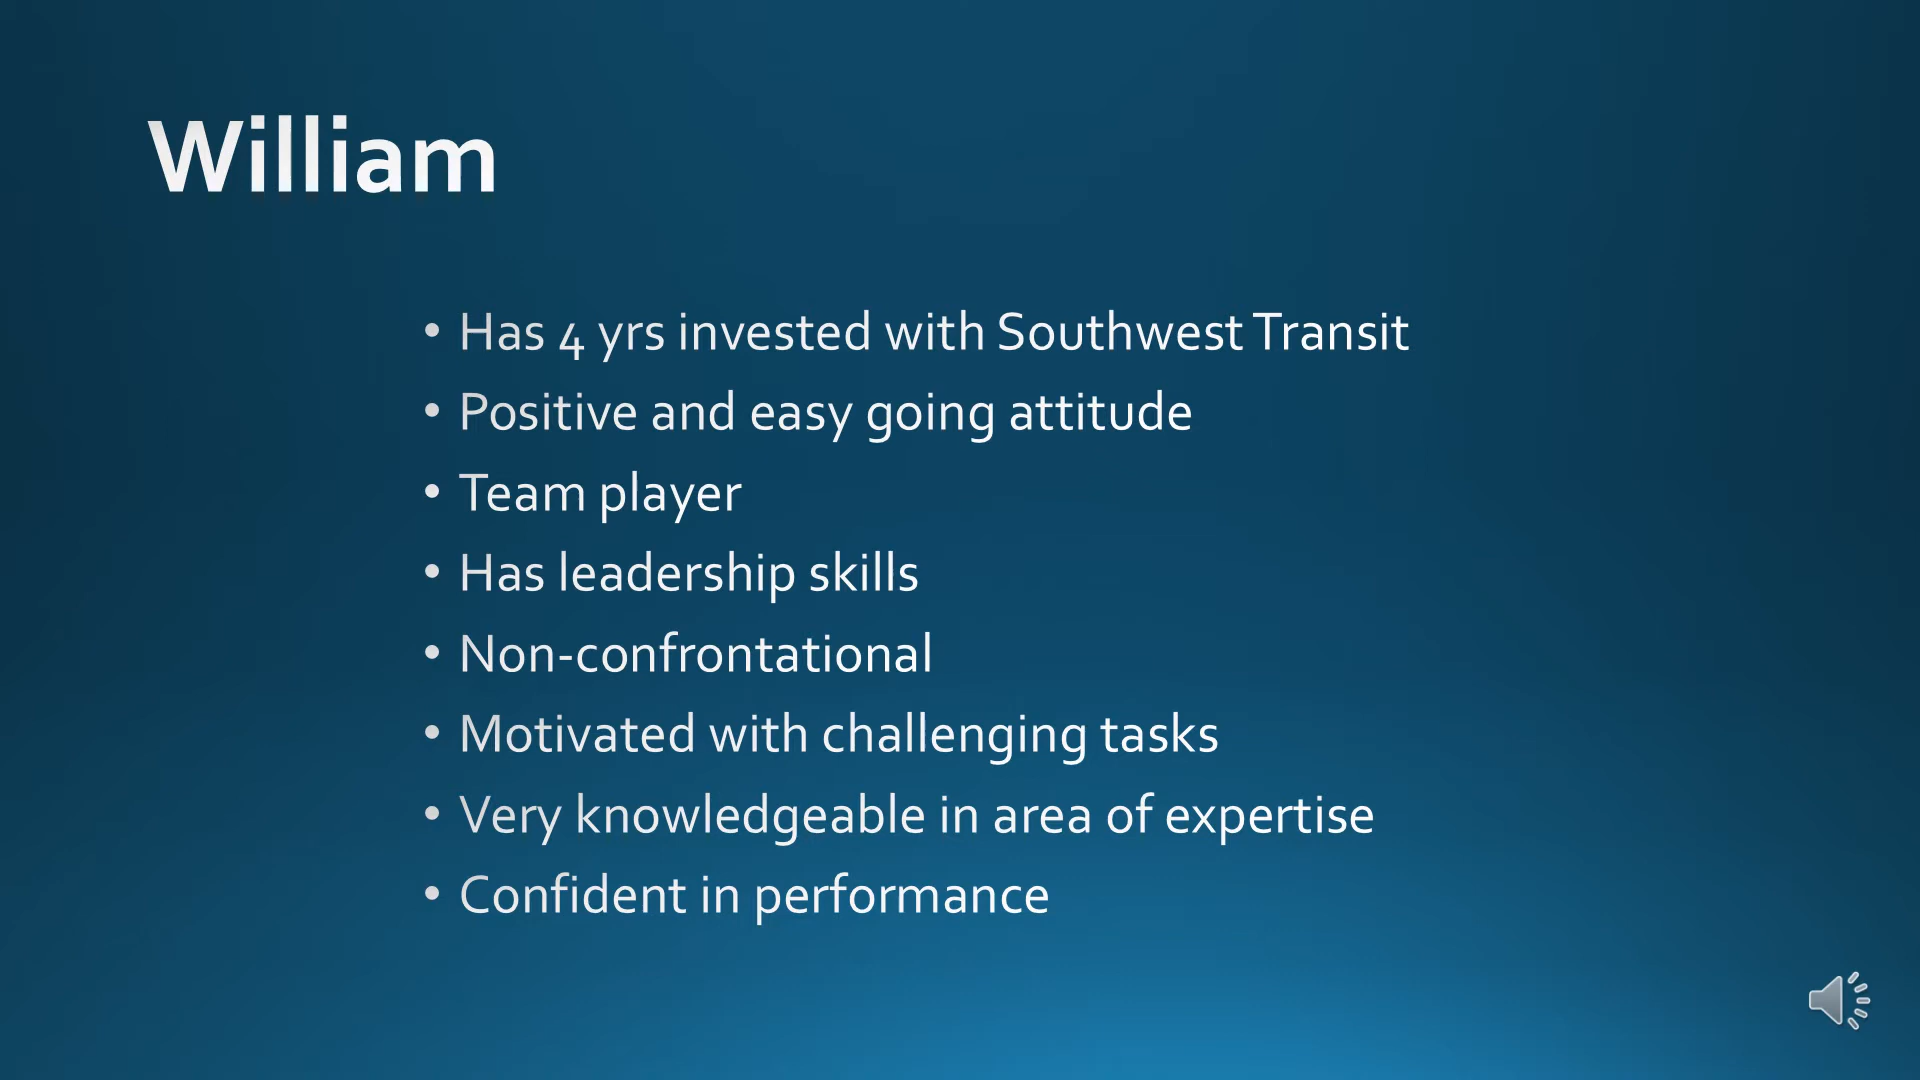 William
• Has 4 yrs invested with Southwest Transit
• Positive and easy going attitude
• Team player
• Has leadership skills
• Non-confrontational
• Motivated with challenging tasks
• Very knowledgeable in area of expertise
• Confident in performance